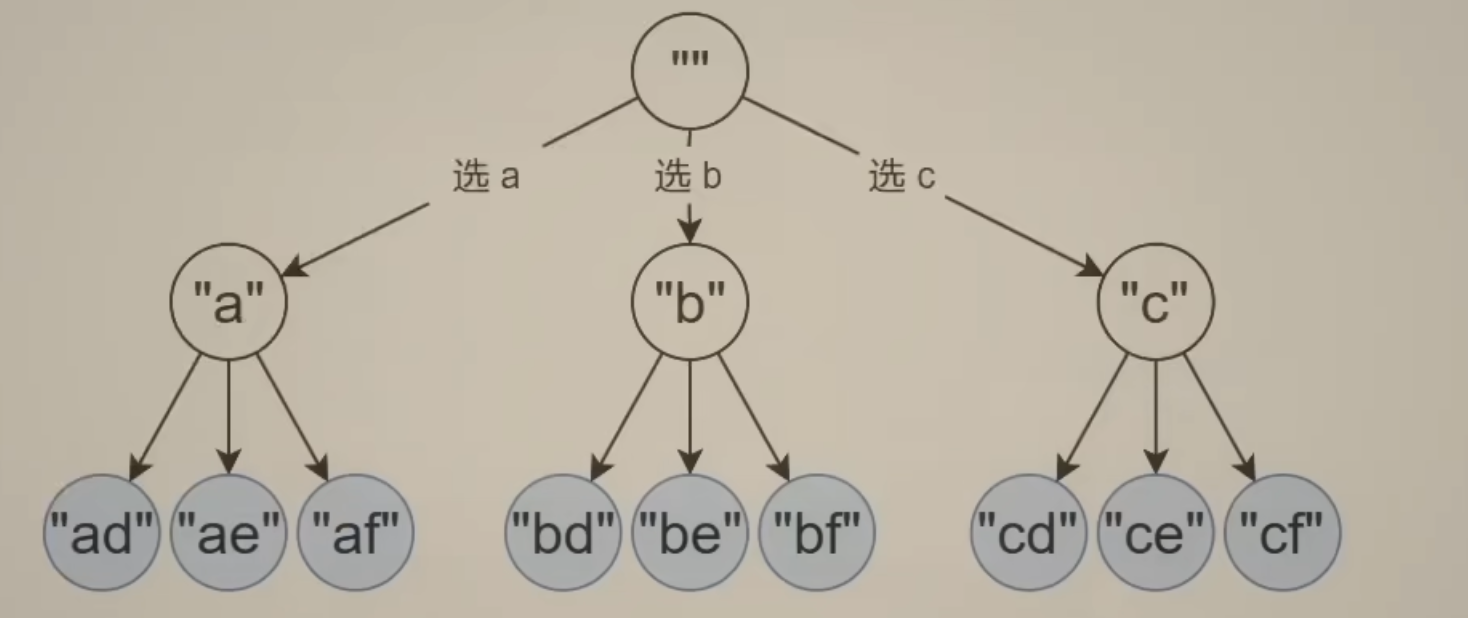 ""
选 a 选 b 选 c
"a" "b" "c"
"ad" "ae" "af" "bd" "be" "bf" "cd" "ce" "cf"